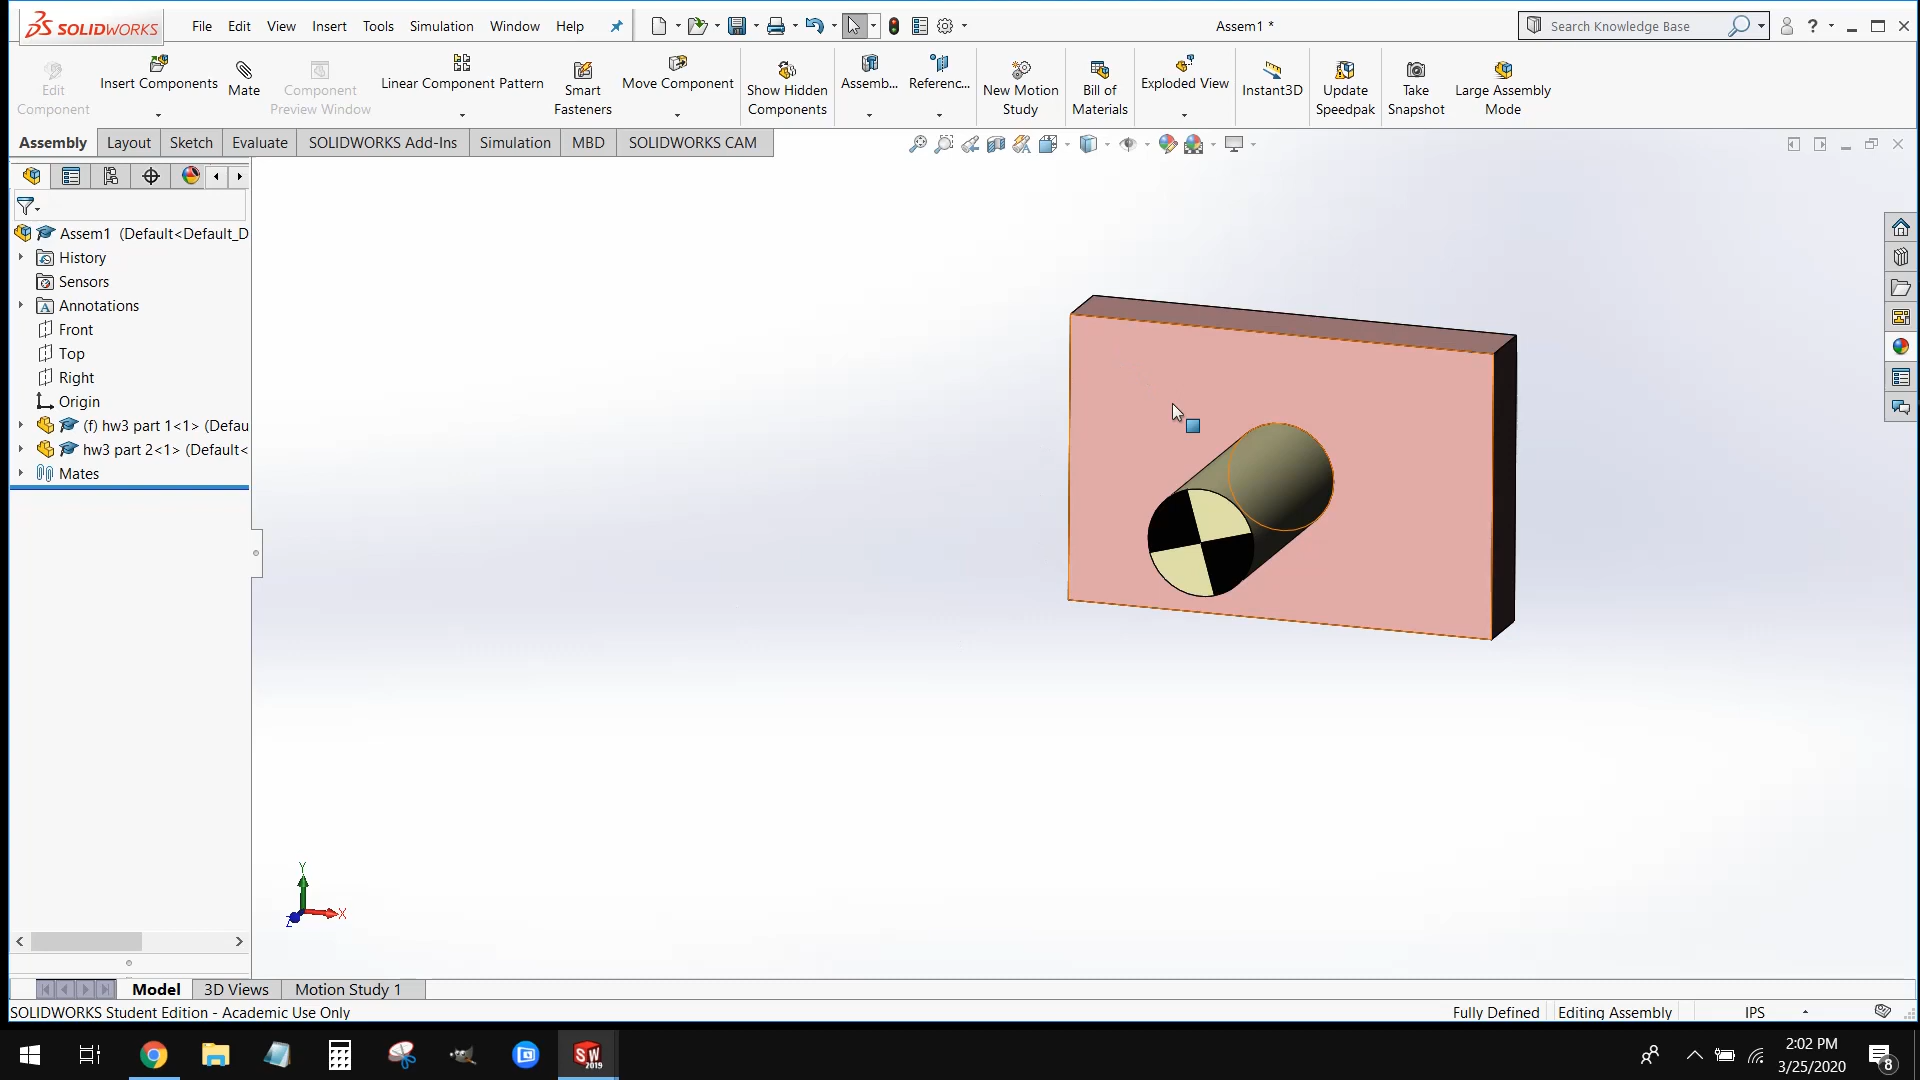 SOLIDWORKS File Edit View Insert Tools Simulation Window Help Assem1 * Search Knowledge Base ?
Edit Component
Insert Components
Mate
Component Preview Window
Linear Component Pattern
Smart Fasteners
Move Component
Show Hidden Components
Assemb...
Referenc...
New Motion Study
Bill of Materials
Exploded View
Instant3D
Update Speedpak
Take Snapshot
Large Assembly Mode
Assembly Layout Sketch Evaluate SOLIDWORKS Add-Ins Simulation MBD SOLIDWORKS CAM
Assem1 (Default<Default_D
History
Sensors
Annotations
Front
Top
Right
Origin
(f) hw3 part 1<1> (Defau
hw3 part 2<1> (Default<
Mates
Y
X
Z
Model 3D Views Motion Study 1
SOLIDWORKS Student Edition - Academic Use Only Fully Defined Editing Assembly IPS
SW 2019
2:02 PM
3/25/2020
8